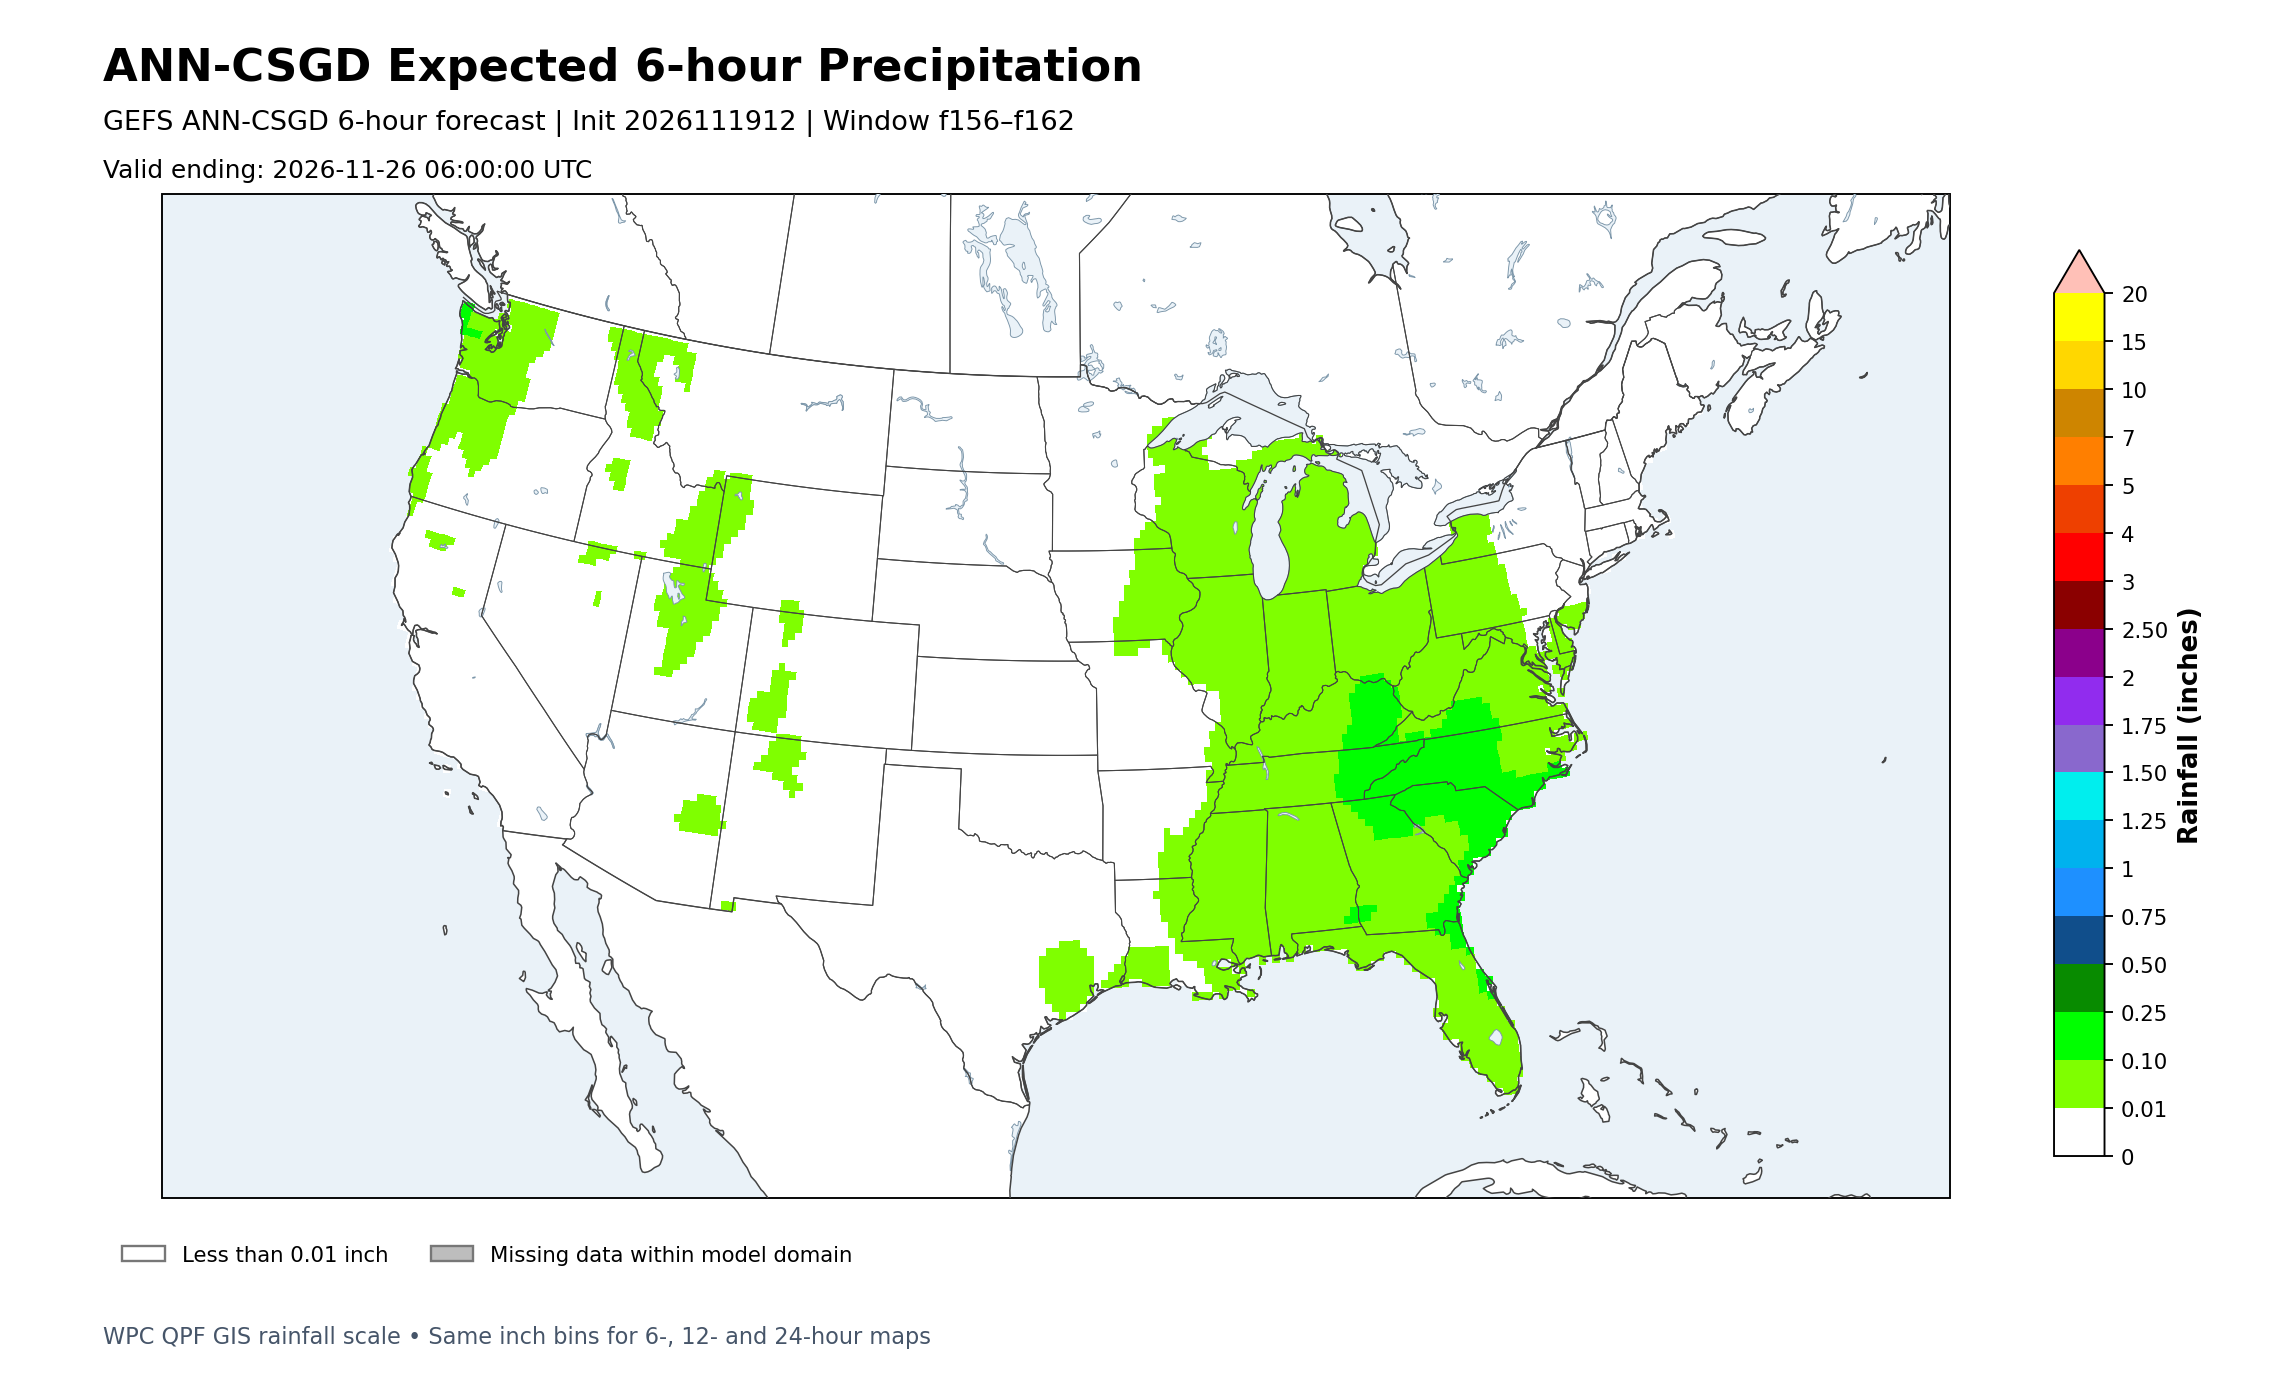 ANN-CSGD Expected 6-hour Precipitation
GEFS ANN-CSGD 6-hour forecast | Init 2026111912 | Window f156–f162
Valid ending: 2026-11-26 06:00:00 UTC
20
15
10
7
5
4
3
2.50
2
1.75
1.50
1.25
1
0.75
0.50
0.25
0.10
0.01
0
Rainfall (inches)
Less than 0.01 inch
Missing data within model domain
WPC QPF GIS rainfall scale • Same inch bins for 6-, 12- and 24-hour maps